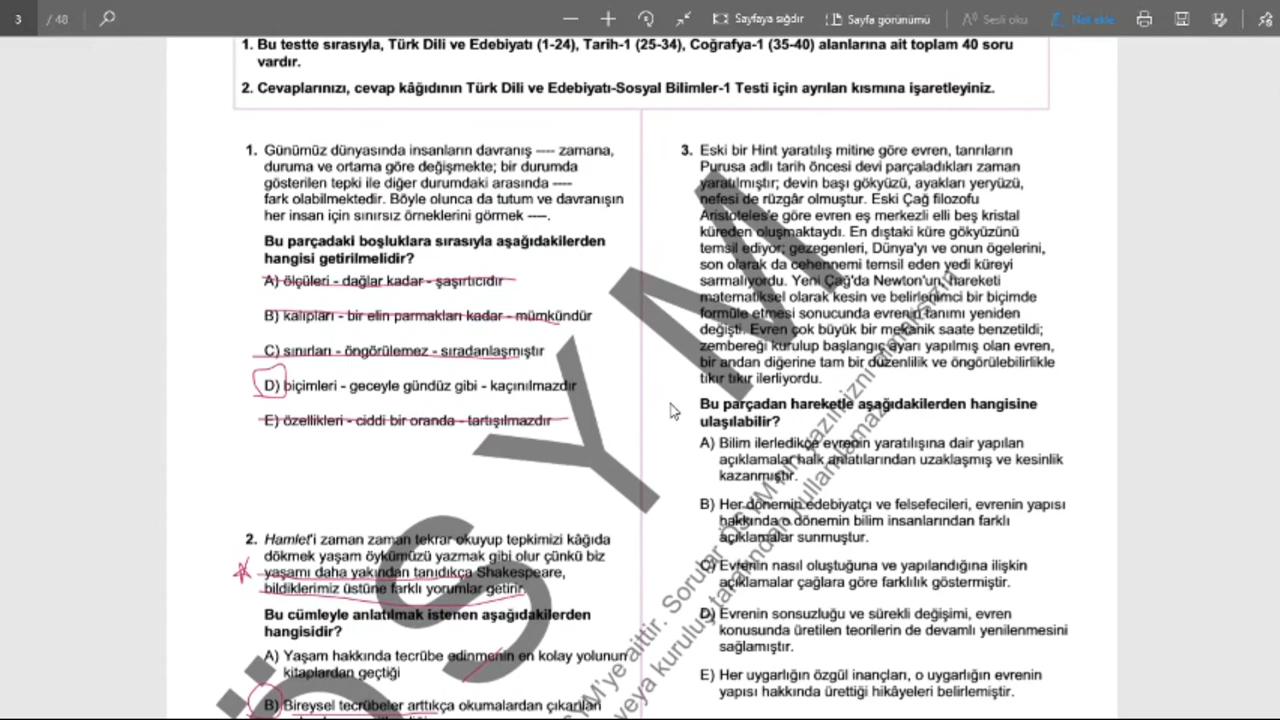 3 / 48 Sayfaya sığdır Sayfa görünümü Sesli oku Not ekle
1. Bu testte sırasıyla, Türk Dili ve Edebiyatı (1-24), Tarih-1 (25-34), Coğrafya-1 (35-40) alanlarına ait toplam 40 soru
vardır.
2. Cevaplarınızı, cevap kâğıdının Türk Dili ve Edebiyatı-Sosyal Bilimler-1 Testi için ayrılan kısmına işaretleyiniz.
1. Günümüz dünyasında insanların davranış ---- zamana,
duruma ve ortama göre değişmekte; bir durumda
gösterilen tepki ile diğer durumdaki arasında ----
fark olabilmektedir. Böyle olunca da tutum ve davranışın
her insan için sınırsız örneklerini görmek ----.
Bu parçadaki boşluklara sırasıyla aşağıdakilerden
hangisi getirilmelidir?
A) ölçüleri - dağlar kadar - şaşırtıcıdır
B) kalıpları - bir elin parmakları kadar - mümkündür
C) sınırları - öngörülemez - sıradanlaşmıştır
D) biçimleri - geceyle gündüz gibi - kaçınılmazdır
E) özellikleri - ciddi bir oranda - tartışılmazdır
2. Hamlet'i zaman zaman tekrar okuyup tepkimizi kâğıda
dökmek yaşam öykümüzü yazmak gibi olur çünkü biz
yaşamı daha yakından tanıdıkça Shakespeare,
bildiklerimiz üstüne farklı yorumlar getirir.
Bu cümleyle anlatılmak istenen aşağıdakilerden
hangisidir?
A) Yaşam hakkında tecrübe edinmenin en kolay yolunun
kitaplardan geçtiği
B) Bireysel tecrübeler arttıkça okumalardan çıkarılan
3. Eski bir Hint yaratılış mitine göre evren, tanrıların
Purusa adlı tarih öncesi devi parçaladıkları zaman
yaratılmıştır; devin başı gökyüzü, ayakları yeryüzü,
nefesi de rüzgâr olmuştur. Eski Çağ filozofu
Aristoteles'e göre evren eş merkezli elli beş kristal
küreden oluşmaktaydı. En dıştaki küre gökyüzünü
temsil ediyor; gezegenleri, Dünya'yı ve onun ögelerini,
son olarak da cehennemi temsil eden yedi küreyi
sarmalıyordu. Yeni Çağ'da Newton'un, hareketi
matematiksel olarak kesin ve belirlenimci bir biçimde
formüle etmesi sonucunda evrenin tanımı yeniden
değişti. Evren çok büyük bir mekanik saate benzetildi;
zembereği kurulup başlangıç ayarı yapılmış olan evren,
bir andan diğerine tam bir düzenlilik ve öngörülebilirlikle
tıkır tıkır ilerliyordu.
Bu parçadan hareketle aşağıdakilerden hangisine
ulaşılabilir?
A) Bilim ilerledikçe evrenin yaratılışına dair yapılan
açıklamalar halk anlatılarından uzaklaşmış ve kesinlik
kazanmıştır.
B) Her dönemin edebiyatçı ve felsefecileri, evrenin yapısı
hakkında o dönemin bilim insanlarından farklı
açıklamalar sunmuştur.
C) Evrenin nasıl oluştuğuna ve yapılandığına ilişkin
açıklamalar çağlara göre farklılık göstermiştir.
D) Evrenin sonsuzluğu ve sürekli değişimi, evren
konusunda üretilen teorilerin de devamlı yenilenmesini
sağlamıştır.
E) Her uygarlığın özgül inançları, o uygarlığın evrenin
yapısı hakkında ürettiği hikâyeleri belirlemiştir.
ÖSYM
ÖSYM'ye aittir. Sorular, ÖSYM'nin yazılı izni olmaksızın
veya kuruluş tarafından kullanılamaz.